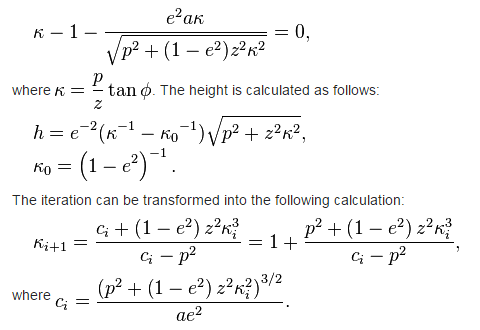 κ − 1 − e²aκ / √(p² + (1 − e²)z²κ²) = 0,
where κ = p/z tan ϕ. The height is calculated as follows:
h = e⁻²(κ⁻¹ − κ₀⁻¹)√(p² + z²κ²),
κ₀ = (1 − e²)⁻¹.
The iteration can be transformed into the following calculation:
κᵢ₊₁ = (cᵢ + (1 − e²) z²κᵢ³) / (cᵢ − p²) = 1 + (p² + (1 − e²) z²κᵢ³) / (cᵢ − p²),
where cᵢ = (p² + (1 − e²) z²κᵢ²)^(3/2) / ae².